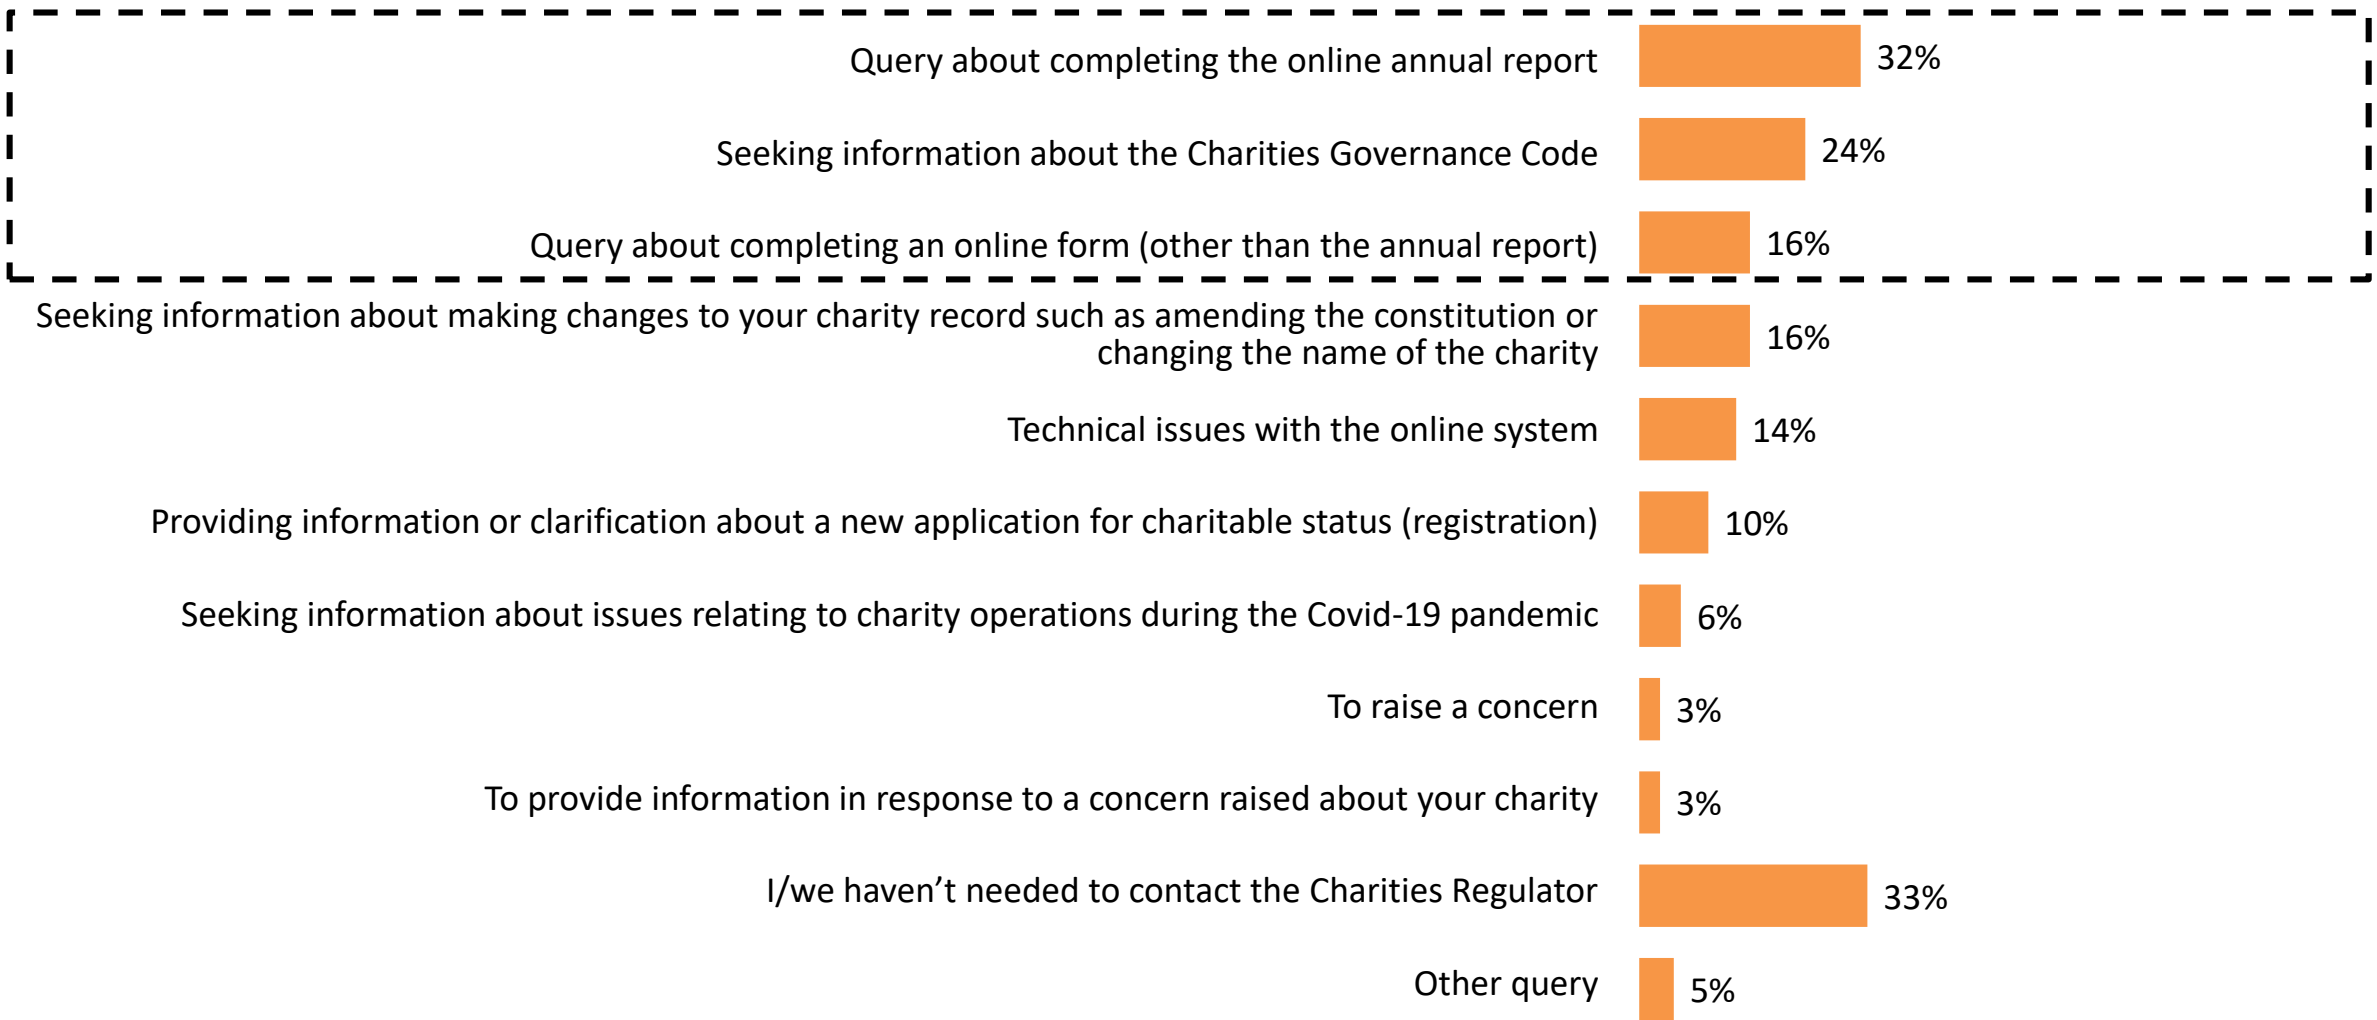 Query about completing the online annual report 32%
Seeking information about the Charities Governance Code 24%
Query about completing an online form (other than the annual report) 16%
Seeking information about making changes to your charity record such as amending the constitution or
changing the name of the charity 16%
Technical issues with the online system 14%
Providing information or clarification about a new application for charitable status (registration) 10%
Seeking information about issues relating to charity operations during the Covid-19 pandemic 6%
To raise a concern 3%
To provide information in response to a concern raised about your charity 3%
I/we haven’t needed to contact the Charities Regulator 33%
Other query 5%